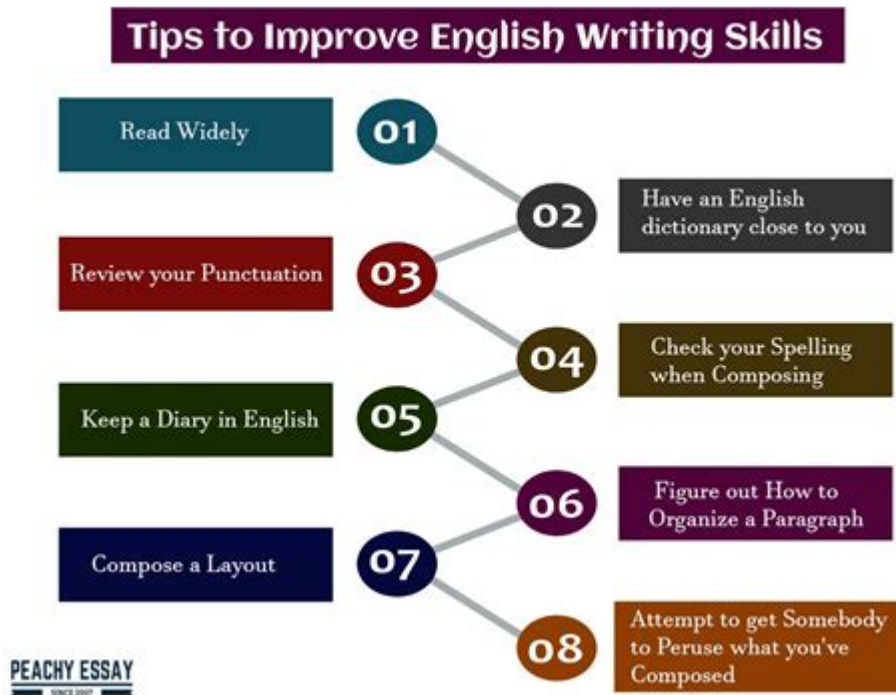 Tips to Improve English Writing Skills
Read Widely
01
02
Have an English
dictionary close to you
Review your Punctuation
03
04
Check your Spelling
when Composing
Keep a Diary in English
05
06
Figure out How to
Organize a Paragraph
Compose a Layout
07
08
Attempt to get Somebody
to Peruse what you've
Composed
PEACHY ESSAY
SINCE 2007